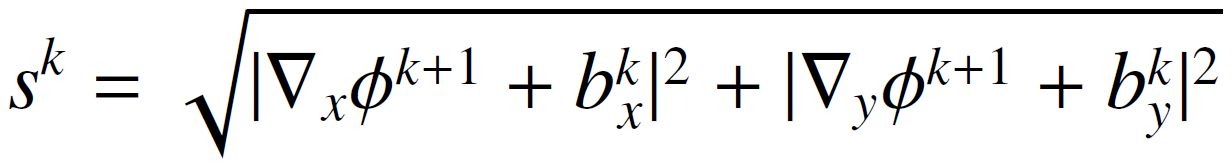 $s^k = \sqrt{|\nabla_x \phi^{k+1} + b_x^k|^2 + |\nabla_y \phi^{k+1} + b_y^k|^2}$